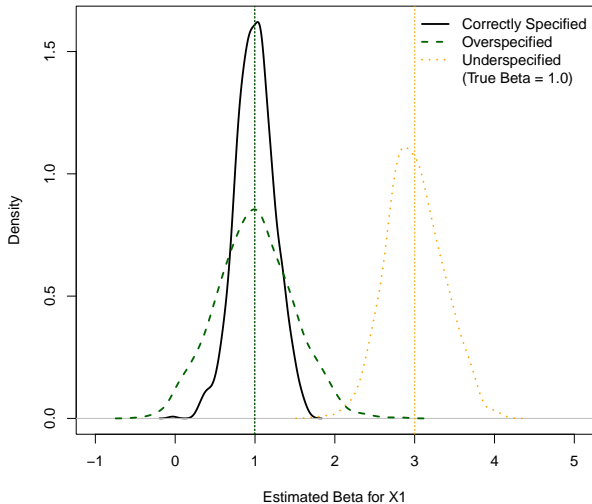 Correctly Specified
Overspecified
Underspecified
(True Beta = 1.0)
1.5
1.0
0.5
0.0
Density
−1 0 1 2 3 4 5
Estimated Beta for X1